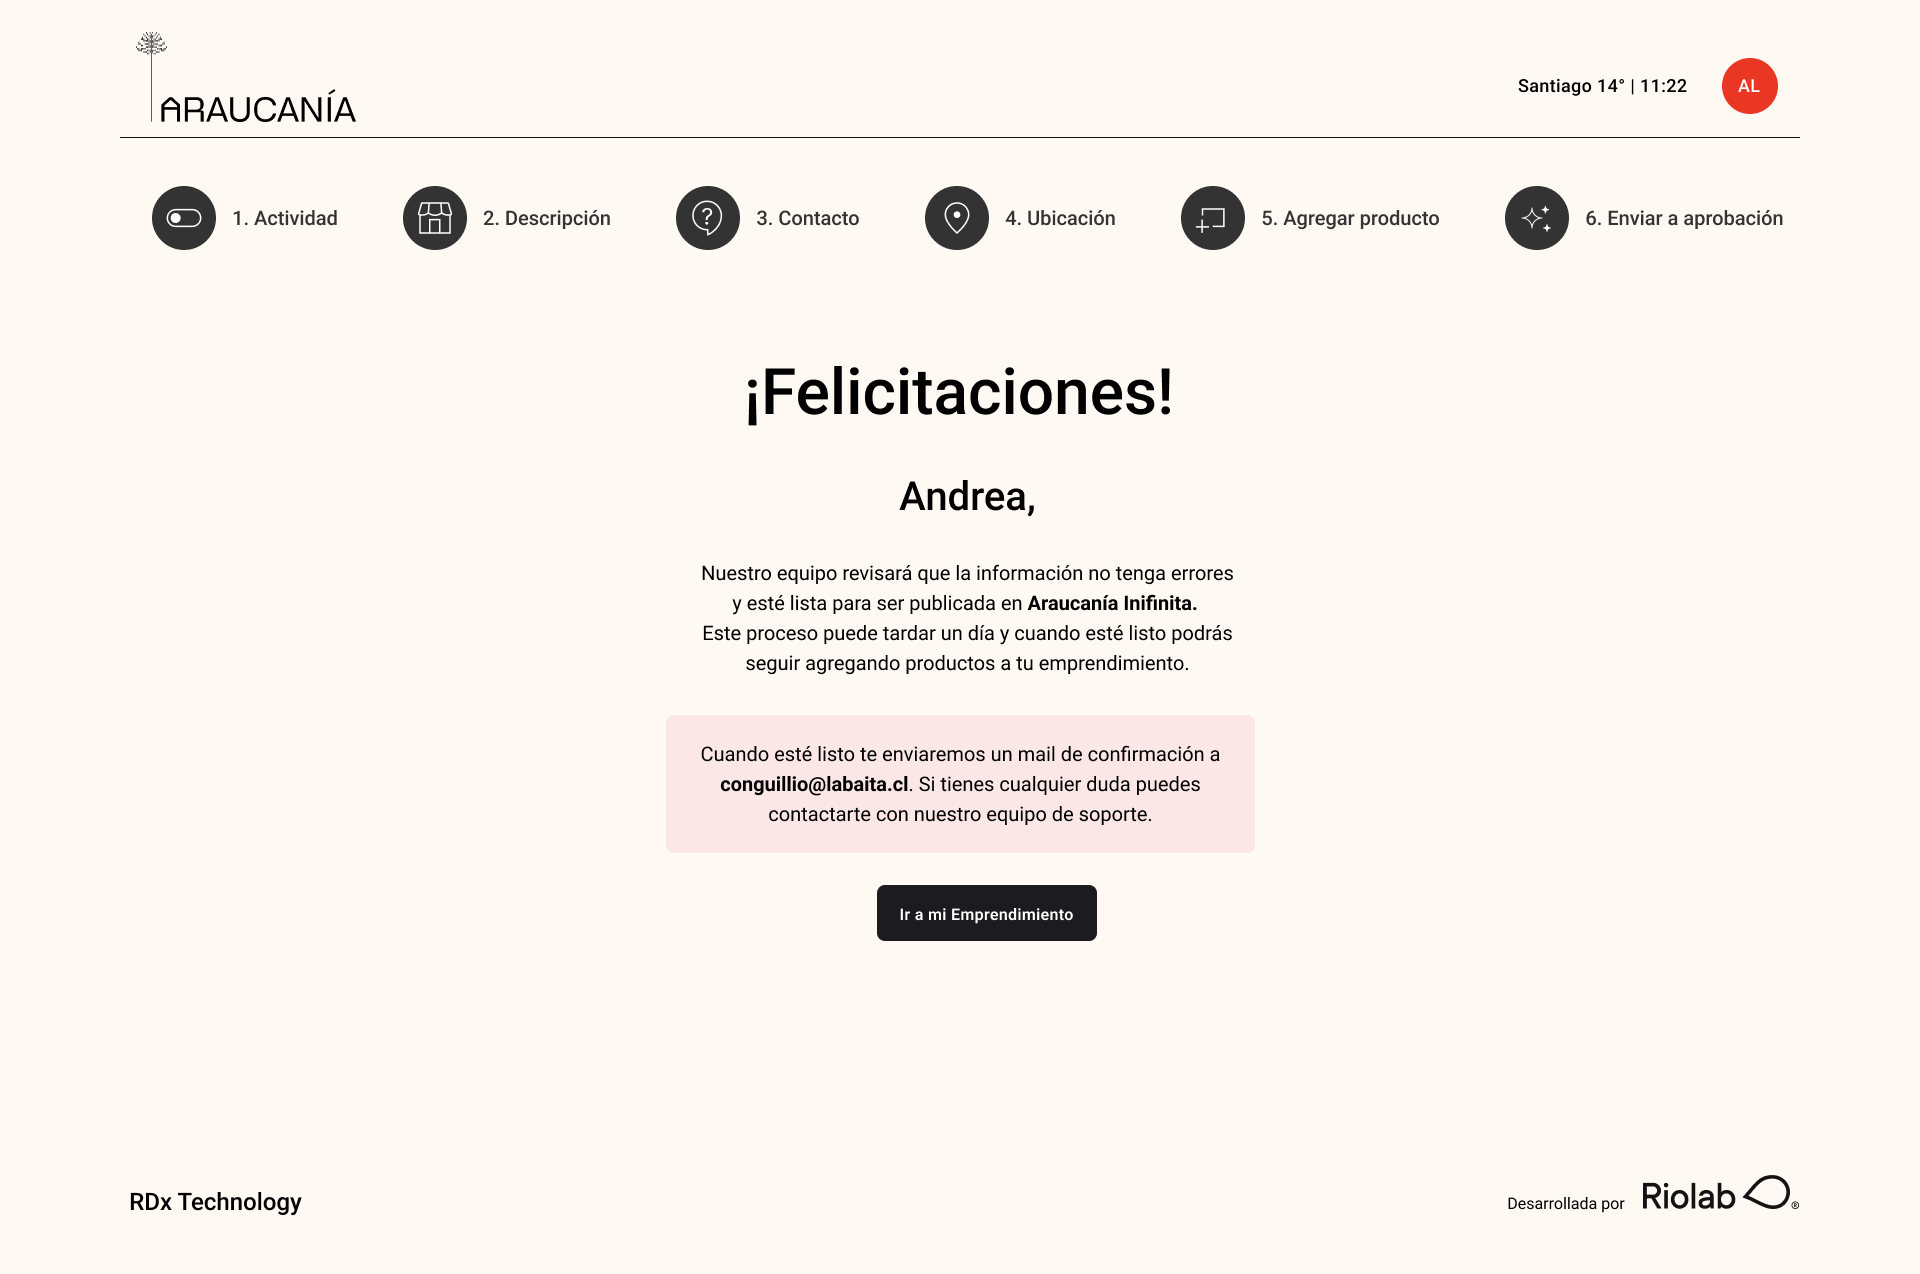 ARAUCANÍA
Santiago 14° | 11:22
AL
1. Actividad
2. Descripción
3. Contacto
4. Ubicación
5. Agregar producto
6. Enviar a aprobación
¡Felicitaciones!
Andrea,
Nuestro equipo revisará que la información no tenga errores
y esté lista para ser publicada en Araucanía Inifinita.
Este proceso puede tardar un día y cuando esté listo podrás
seguir agregando productos a tu emprendimiento.
Cuando esté listo te enviaremos un mail de confirmación a
conguillio@labaita.cl. Si tienes cualquier duda puedes
contactarte con nuestro equipo de soporte.
Ir a mi Emprendimiento
RDx Technology
Desarrollada por Riolab ®